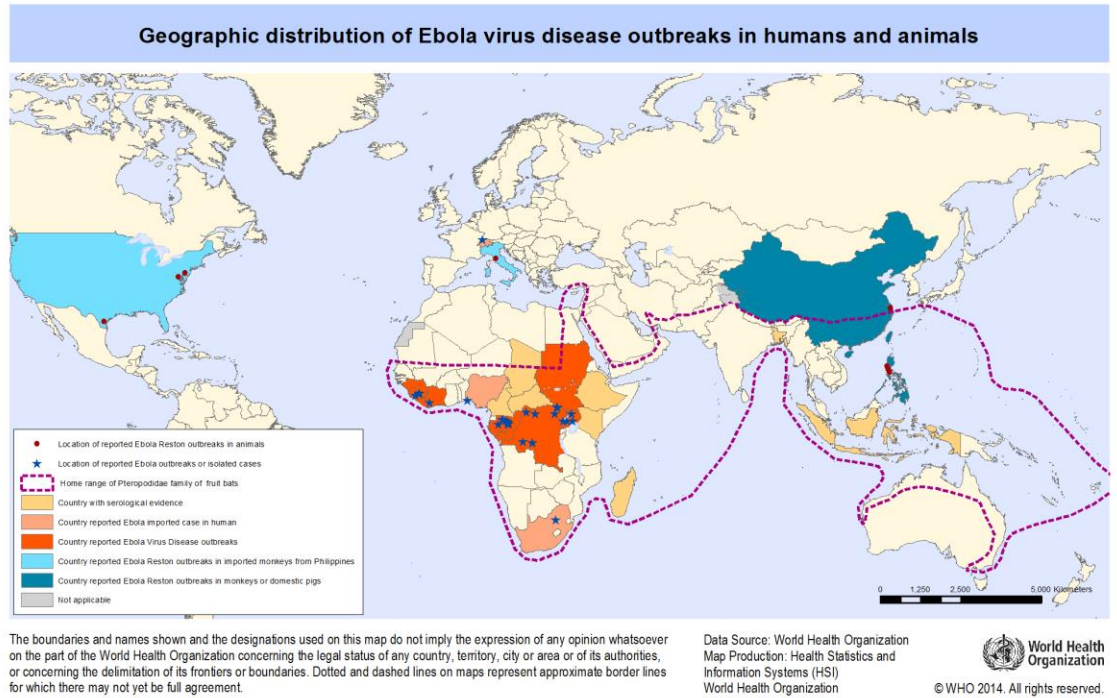 Geographic distribution of Ebola virus disease outbreaks in humans and animals
Location of reported Ebola Reston outbreaks in animals
Location of reported Ebola outbreaks or isolated cases
Home range of Pteropodidae family of fruit bats
Country with serological evidence
Country reported Ebola imported case in human
Country reported Ebola Virus Disease outbreaks
Country reported Ebola Reston outbreaks in imported monkeys from Philippines
Country reported Ebola Reston outbreaks in monkeys or domestic pigs
Not applicable
0 1,250 2,500 5,000 Kilometers
The boundaries and names shown and the designations used on this map do not imply the expression of any opinion whatsoever
on the part of the World Health Organization concerning the legal status of any country, territory, city or area or of its authorities,
or concerning the delimitation of its frontiers or boundaries. Dotted and dashed lines on maps represent approximate border lines
for which there may not yet be full agreement.
Data Source: World Health Organization
Map Production: Health Statistics and
Information Systems (HSI)
World Health Organization
World Health
Organization
© WHO 2014. All rights reserved.